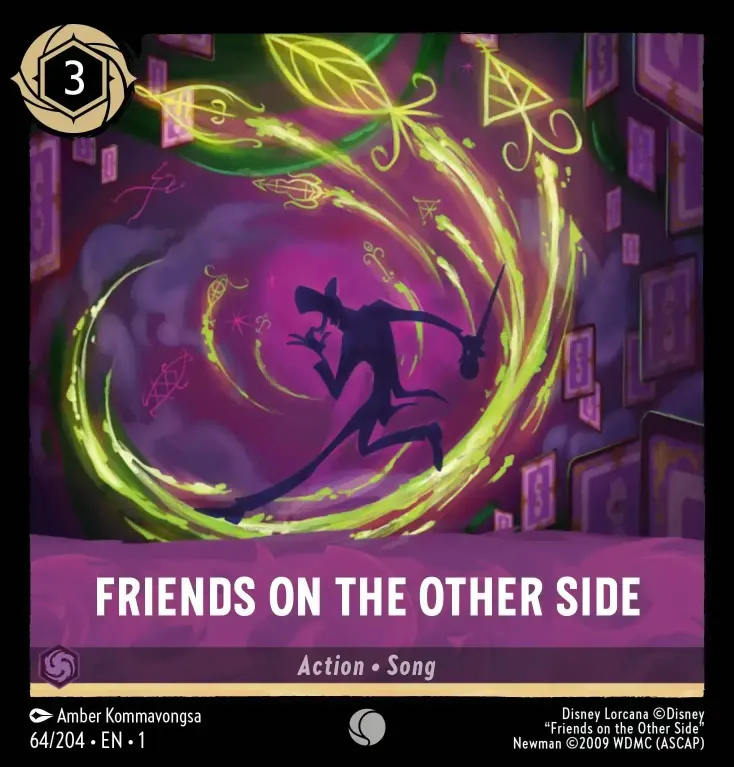 3
FRIENDS ON THE OTHER SIDE
Action • Song
Amber Kommavongsa
64/204 • EN • 1
Disney Lorcana ©Disney
“Friends on the Other Side”
Newman ©2009 WDMC (ASCAP)